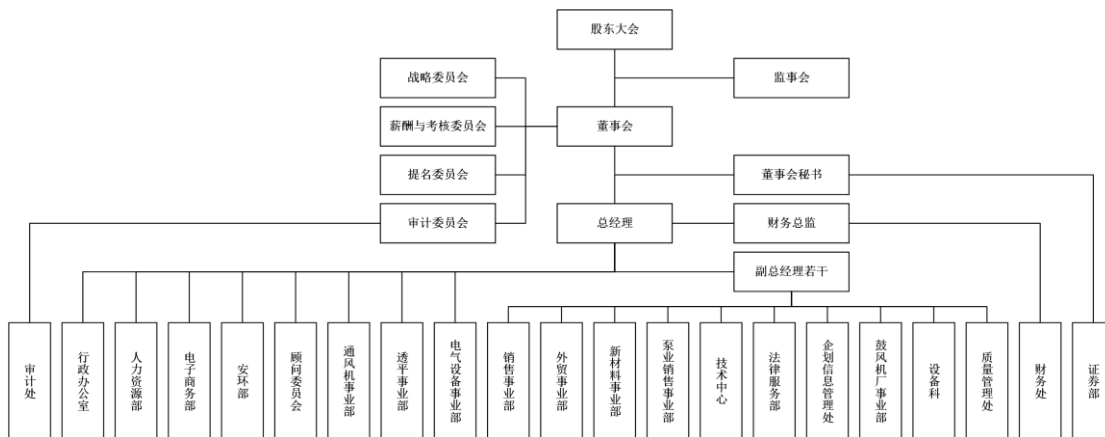 股东大会
战略委员会
监事会
薪酬与考核委员会
董事会
提名委员会
董事会秘书
审计委员会
总经理
财务总监
副总经理若干
审计处
行政办公室
人力资源部
电子商务部
安环部
顾问委员会
通风机事业部
透平事业部
电气设备事业部
销售事业部
外贸事业部
新材料事业部
泵业销售事业部
技术中心
法律服务部
企划信息管理处
鼓风机厂事业部
设备科
质量管理处
财务处
证券部